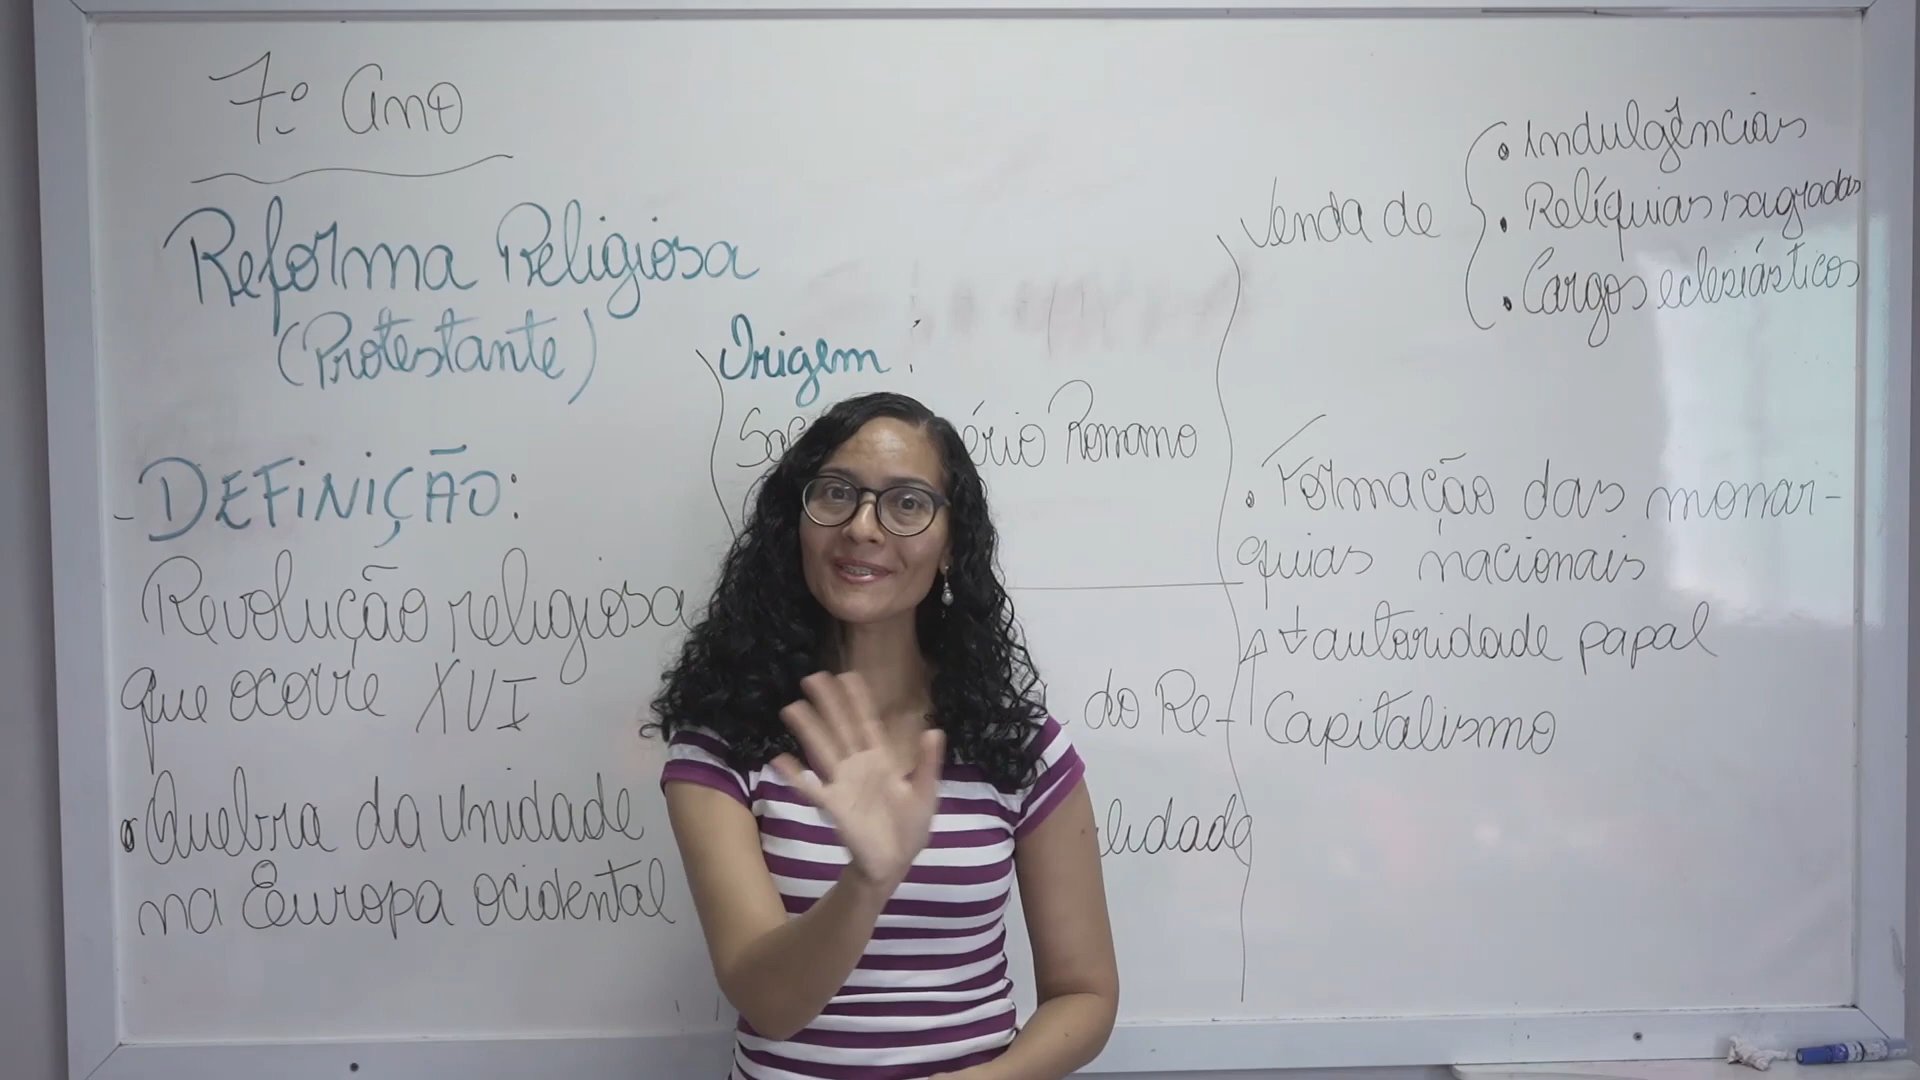 7º Ano
Reforma Religiosa
(Protestante)
- DEFINIÇÃO:
Revolução religiosa
que ocorre XVI
• Quebra da unidade
na Europa ocidental
Origem:
Romano
do Re-
Venda de
• Indulgências
• Relíquias sagradas
• Cargos eclesiásticos
• Formação das monar-
quias nacionais
↑ ↓ autoridade papal
Capitalismo